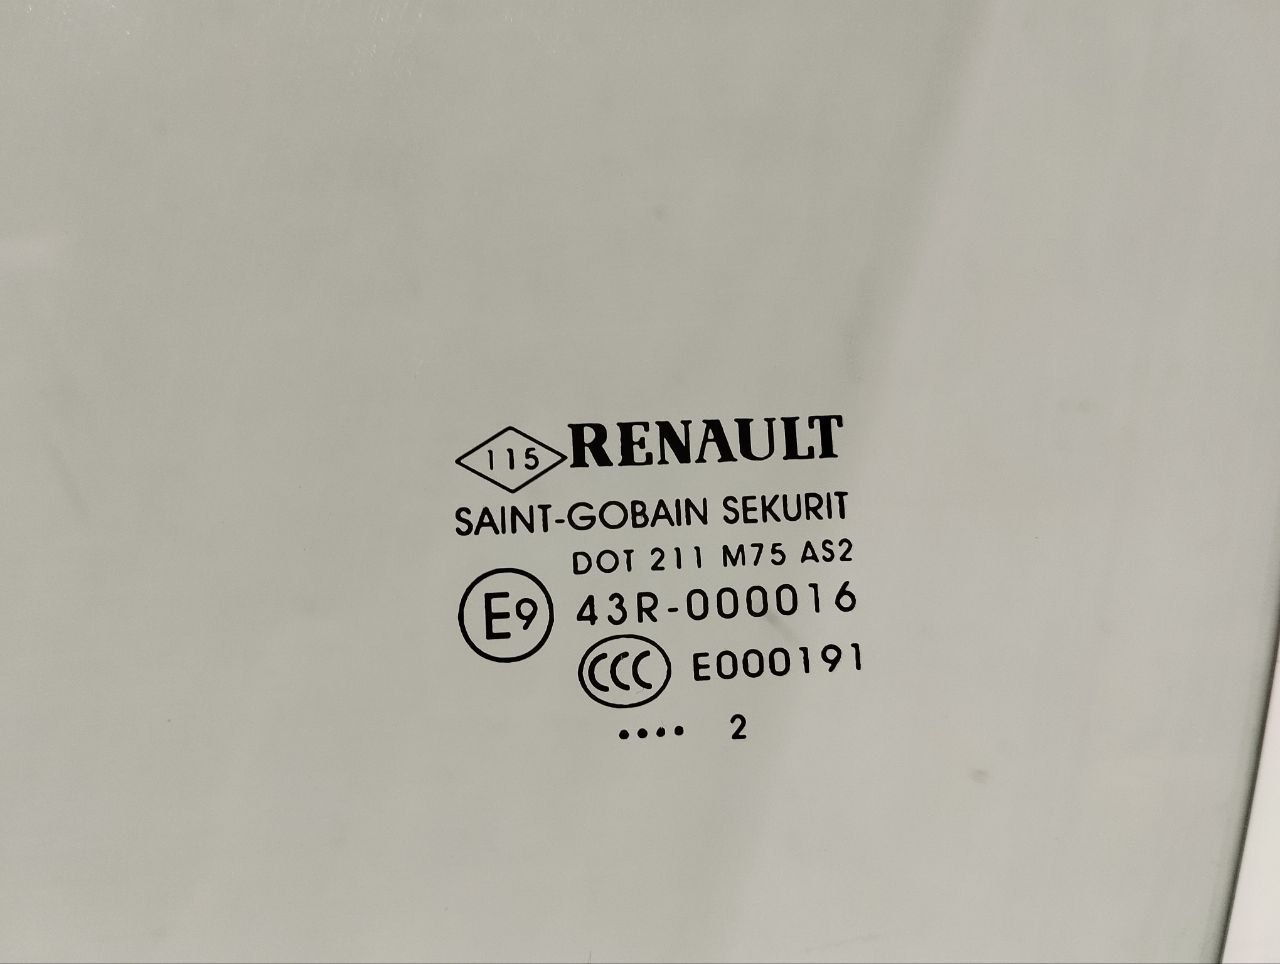 115 RENAULT
SAINT-GOBAIN SEKURIT
DOT 211 M75 AS2
E9 43R-000016
CCC E000191
•••• 2